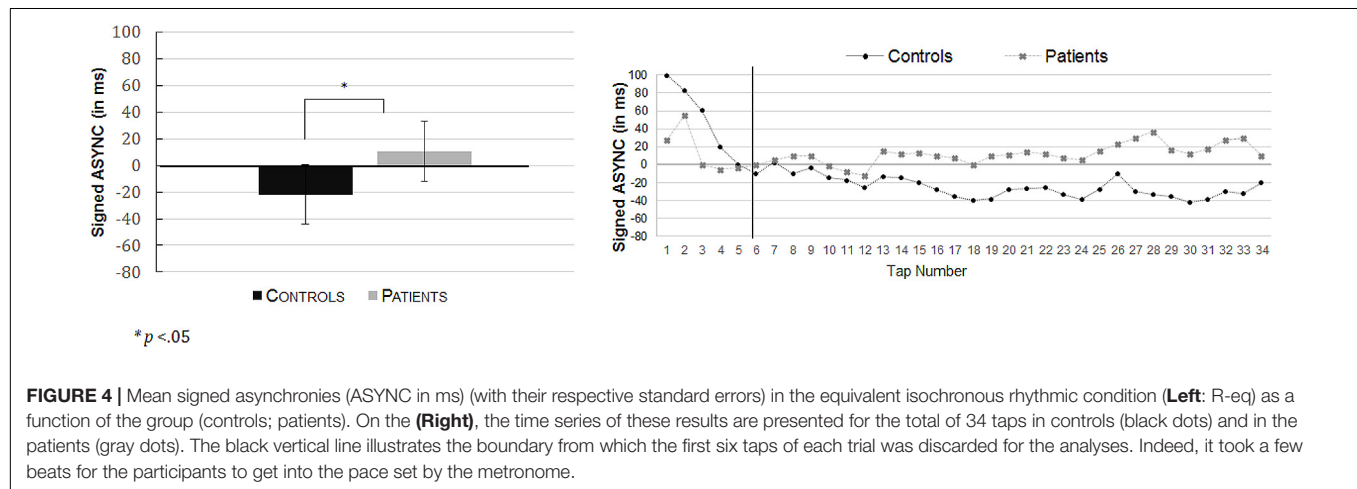 100
80
60
40
20
0
-20
-40
-60
-80
Signed ASYNC (in ms)
*
■ CONTROLS ■ PATIENTS
* p <.05
Controls Patients
100
80
60
40
20
0
-20
-40
-60
-80
Signed ASYNC (in ms)
1 2 3 4 5 6 7 8 9 10 11 12 13 14 15 16 17 18 19 20 21 22 23 24 25 26 27 28 29 30 31 32 33 34
Tap Number
FIGURE 4 | Mean signed asynchronies (ASYNC in ms) (with their respective standard errors) in the equivalent isochronous rhythmic condition (Left: R-eq) as a
function of the group (controls; patients). On the (Right), the time series of these results are presented for the total of 34 taps in controls (black dots) and in the
patients (gray dots). The black vertical line illustrates the boundary from which the first six taps of each trial was discarded for the analyses. Indeed, it took a few
beats for the participants to get into the pace set by the metronome.